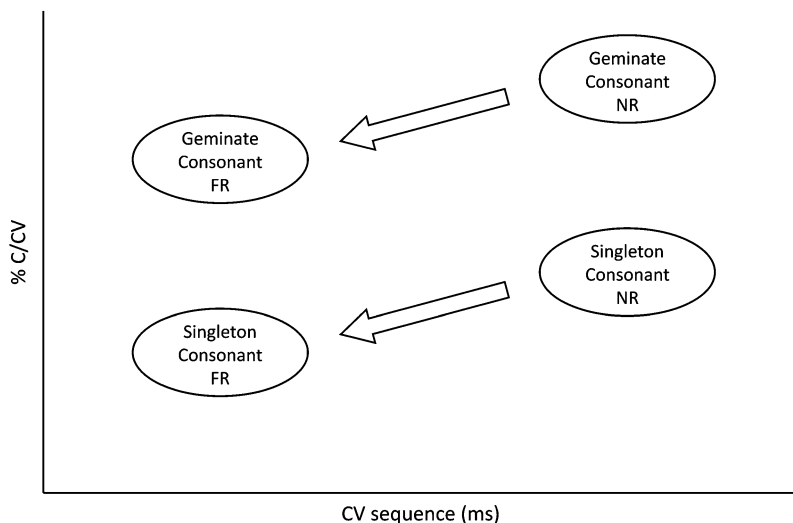 Geminate
Consonant
NR
Geminate
Consonant
FR
Singleton
Consonant
NR
Singleton
Consonant
FR
% C/CV
CV sequence (ms)